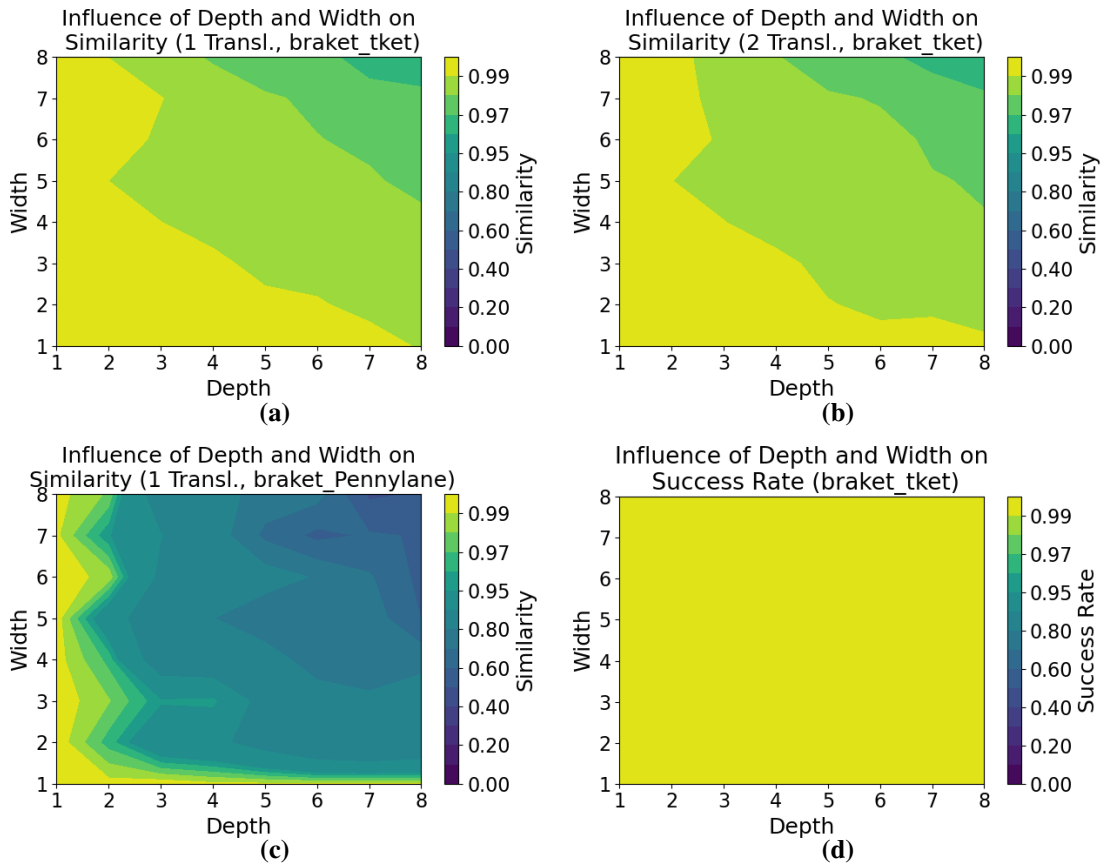 Influence of Depth and Width on
Similarity (1 Transl., braket_tket)
8
7
6
5
4
3
2
1
Width
1 2 3 4 5 6 7 8
Depth
0.99
0.97
0.95
0.80
0.60
0.40
0.20
0.00
Similarity
(a)
Influence of Depth and Width on
Similarity (2 Transl., braket_tket)
8
7
6
5
4
3
2
1
Width
1 2 3 4 5 6 7 8
Depth
0.99
0.97
0.95
0.80
0.60
0.40
0.20
0.00
Similarity
(b)
Influence of Depth and Width on
Similarity (1 Transl., braket_Pennylane)
8
7
6
5
4
3
2
1
Width
1 2 3 4 5 6 7 8
Depth
0.99
0.97
0.95
0.80
0.60
0.40
0.20
0.00
Similarity
(c)
Influence of Depth and Width on
Success Rate (braket_tket)
8
7
6
5
4
3
2
1
Width
1 2 3 4 5 6 7 8
Depth
0.99
0.97
0.95
0.80
0.60
0.40
0.20
0.00
Success Rate
(d)